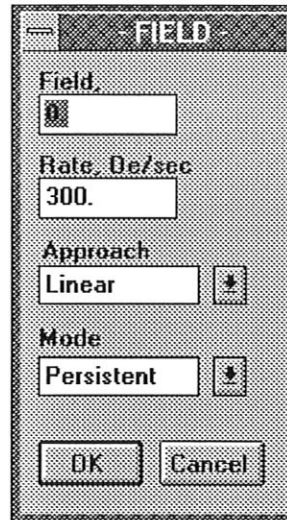 - FIELD -
Field,
0.
Rate, Oe/sec
300.
Approach
Linear
Mode
Persistent
OK
Cancel